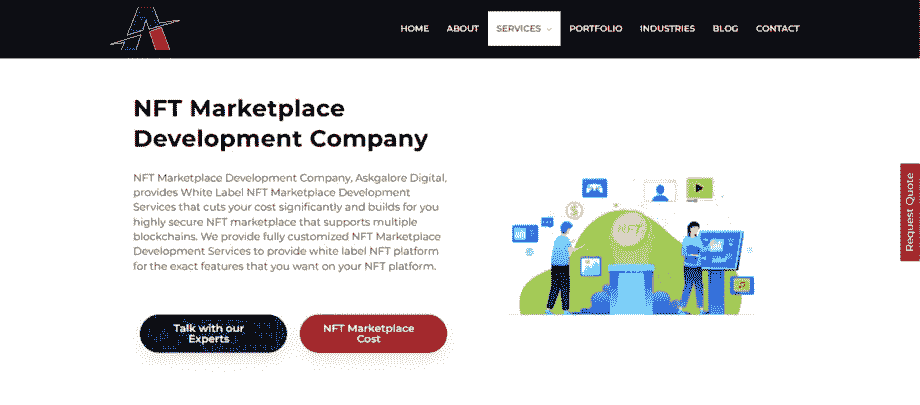 HOME ABOUT SERVICES PORTFOLIO INDUSTRIES BLOG CONTACT
NFT Marketplace
Development Company
NFT Marketplace Development Company, Askgalore Digital,
provides White Label NFT Marketplace Development
Services that cuts your cost significantly and builds for you
highly secure NFT marketplace that supports multiple
blockchains. We provide fully customized NFT Marketplace
Development Services to provide white label NFT platform
for the exact features that you want on your NFT platform.
Talk with our
Experts
NFT Marketplace
Cost
NFT
Request Quote